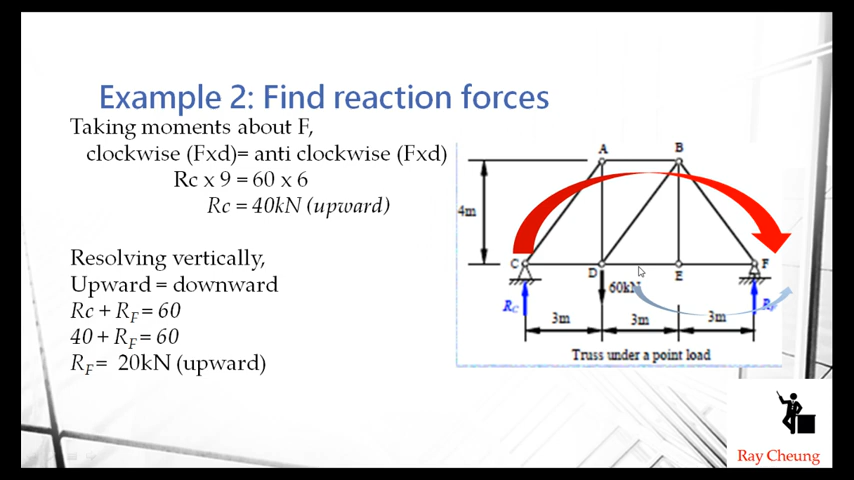 Example 2: Find reaction forces
Taking moments about F,
clockwise (Fxd)= anti clockwise (Fxd)
Rc x 9 = 60 x 6
Rc = 40kN (upward)
Resolving vertically,
Upward = downward
Rc + RF = 60
40 + RF = 60
RF = 20kN (upward)
A B
4m
C D E F
60kN
RC RF
3m 3m 3m
Truss under a point load
Ray Cheung